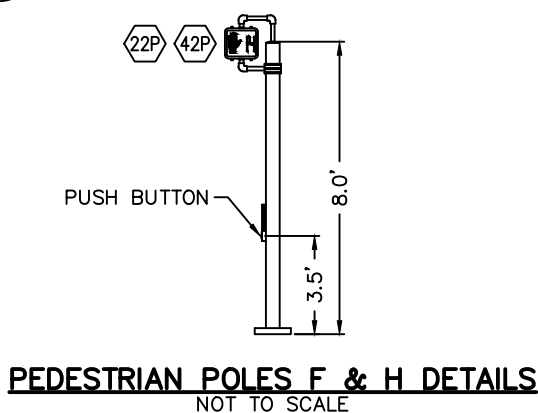 22P 42P
PUSH BUTTON
8.0'
3.5'
PEDESTRIAN POLES F & H DETAILS
NOT TO SCALE